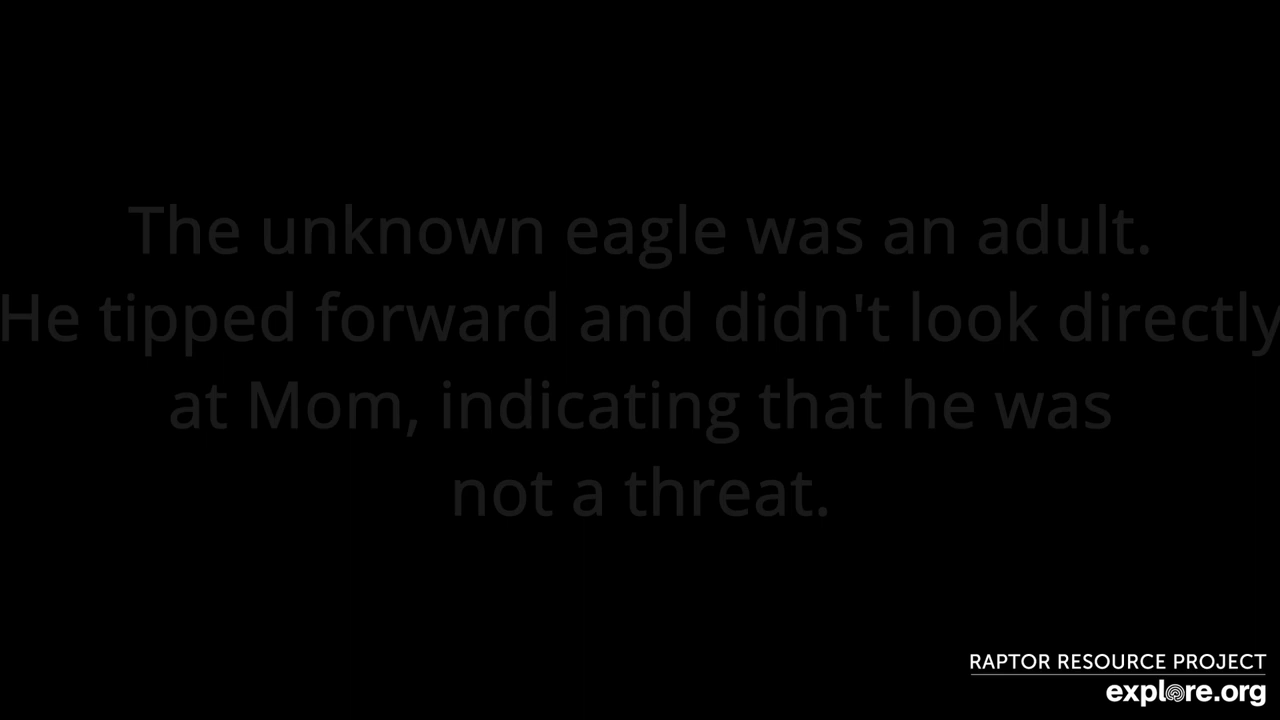 The unknown eagle was an adult.
He tipped forward and didn't look directly
at Mom, indicating that he was
not a threat.
RAPTOR RESOURCE PROJECT
explore.org